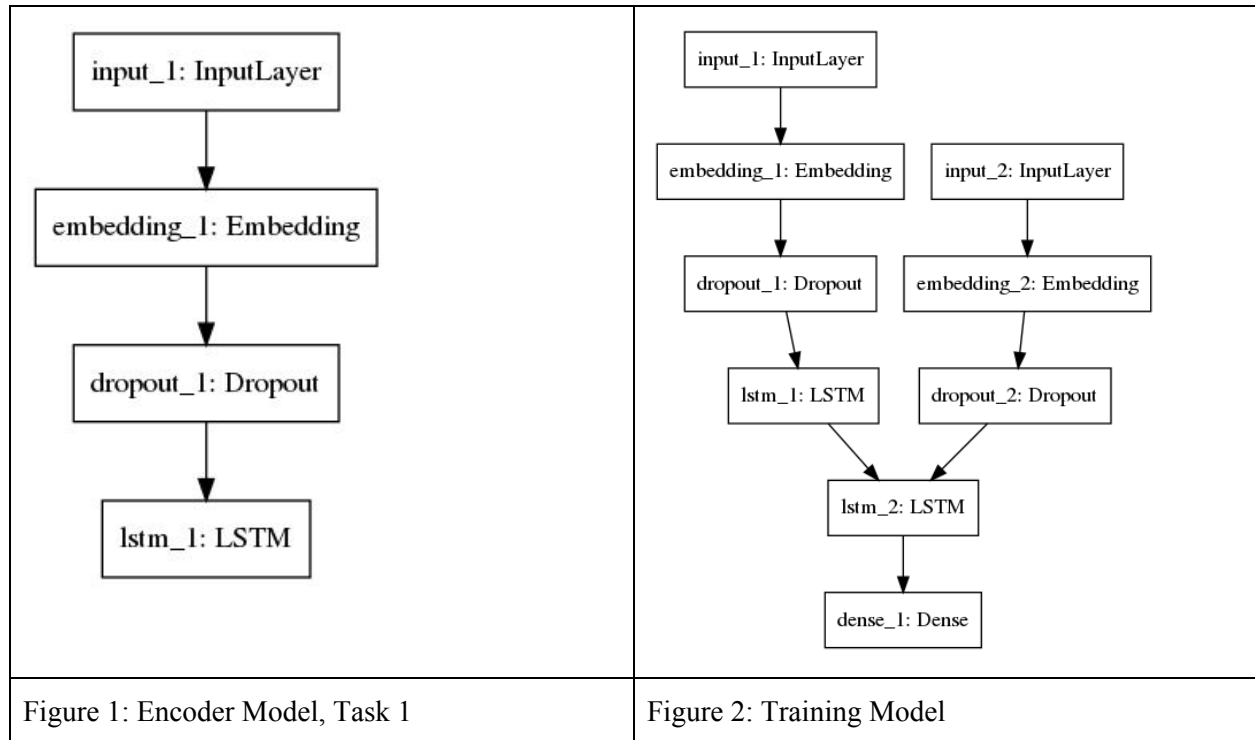 input_1: InputLayer
embedding_1: Embedding
dropout_1: Dropout
lstm_1: LSTM
input_1: InputLayer
embedding_1: Embedding
input_2: InputLayer
dropout_1: Dropout
embedding_2: Embedding
lstm_1: LSTM
dropout_2: Dropout
lstm_2: LSTM
dense_1: Dense
Figure 1: Encoder Model, Task 1
Figure 2: Training Model